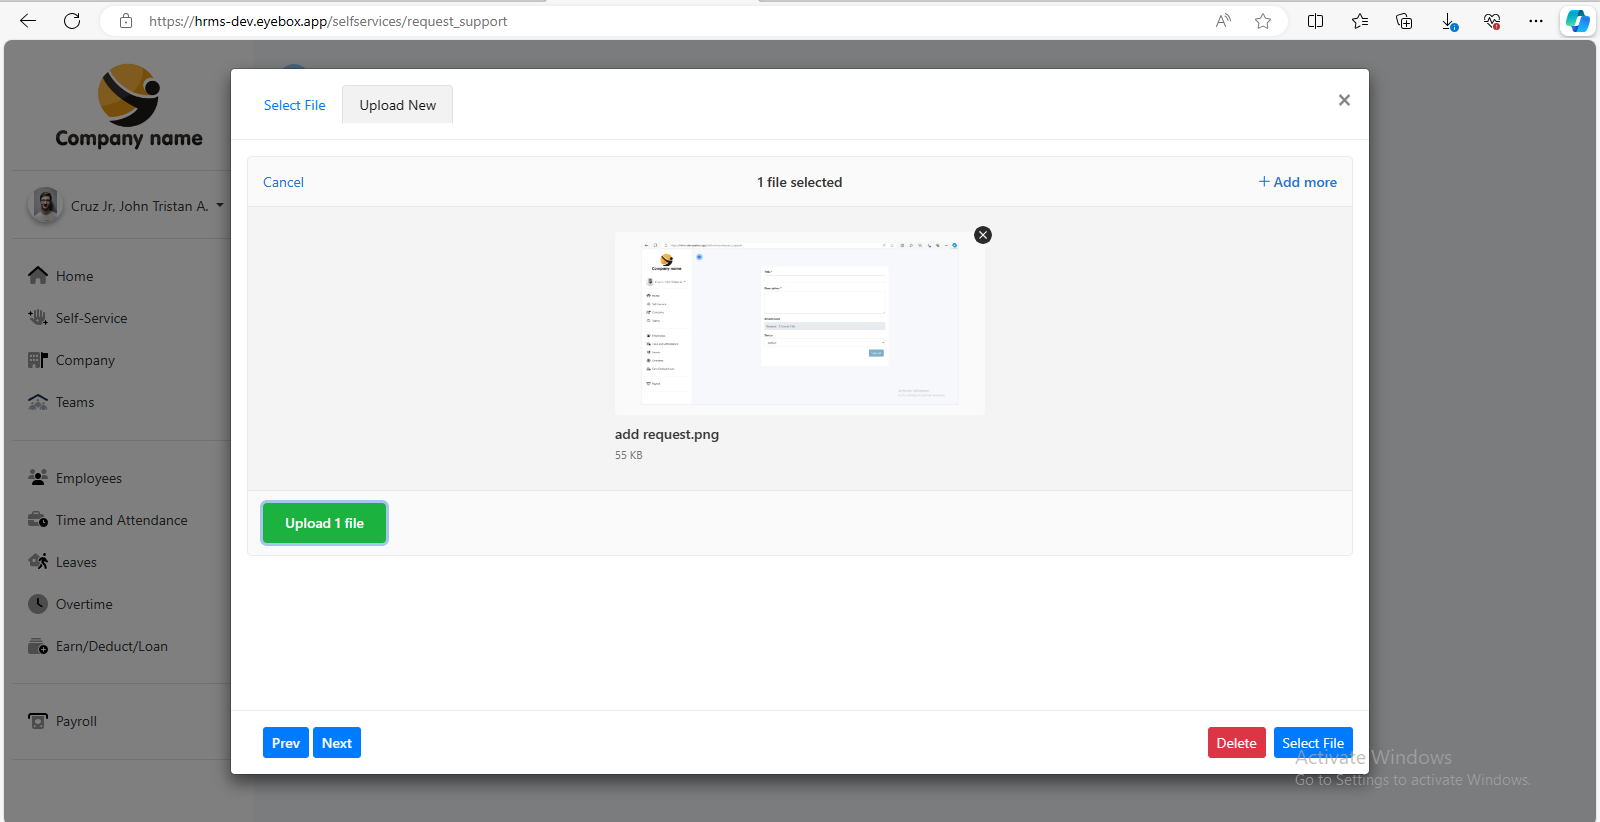 https://hrms-dev.eyebox.app/selfservices/request_support
Company name
Cruz Jr, John Tristan A.
Home
Self-Service
Company
Teams
Employees
Time and Attendance
Leaves
Overtime
Earn/Deduct/Loan
Payroll
Select File
Upload New
×
Cancel
1 file selected
+ Add more
Company name
add request.png
55 KB
Upload 1 file
Prev
Next
Delete
Select File
Activate Windows
Go to Settings to activate Windows.